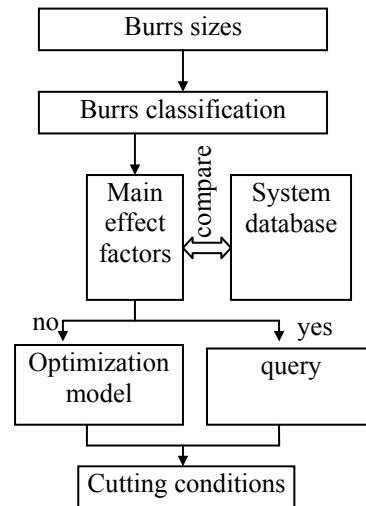 Burrs sizes
Burrs classification
Main
effect
factors
compare
System
database
no
yes
Optimization
model
query
Cutting conditions